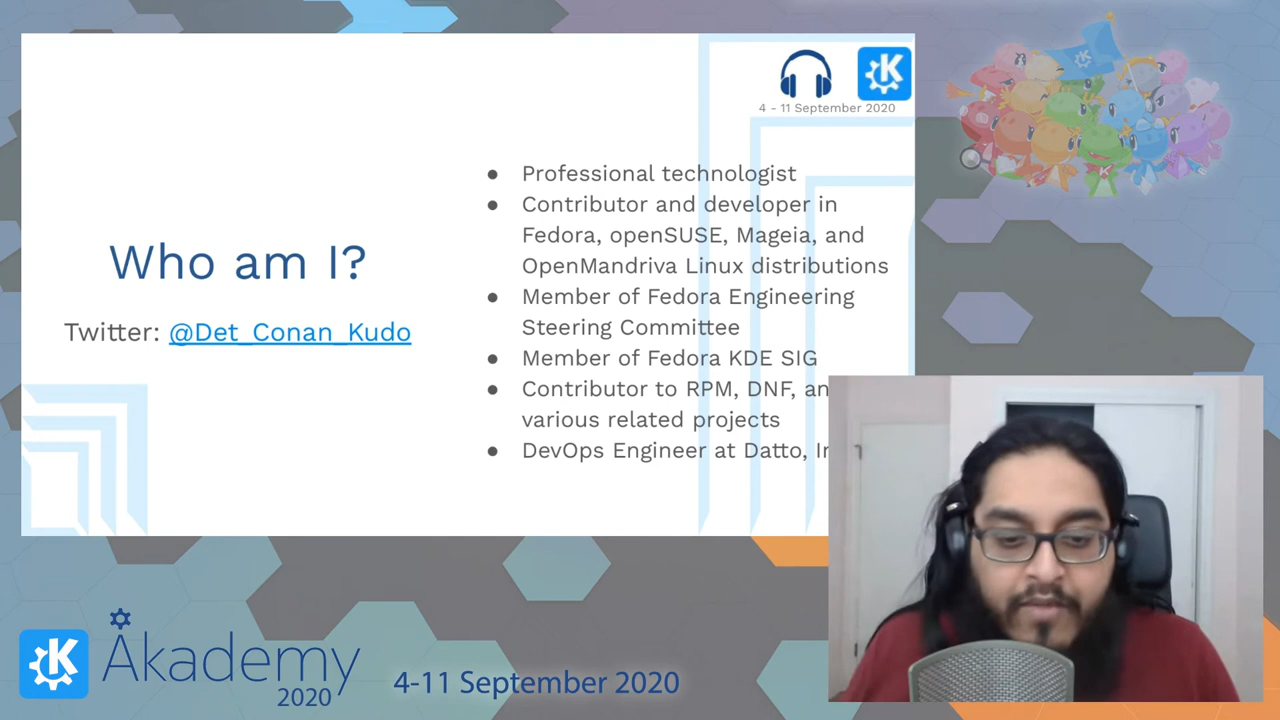 4 - 11 September 2020
Who am I?
Twitter: @Det_Conan_Kudo
Professional technologist
Contributor and developer in
Fedora, openSUSE, Mageia, and
OpenMandriva Linux distributions
Member of Fedora Engineering
Steering Committee
Member of Fedora KDE SIG
Contributor to RPM, DNF, an
various related projects
DevOps Engineer at Datto, In
Akademy
2020
4-11 September 2020